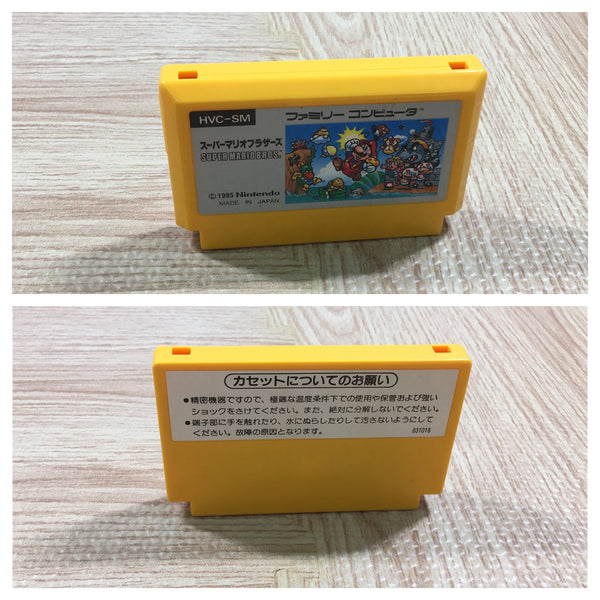 HVC-SM
ファミリー コンピュータ™
スーパーマリオブラザーズ
SUPER MARIO BROS.
©1985 Nintendo
MADE IN JAPAN
カセットについてのお願い
●精密機器ですので、極端な温度条件下での使用や保管および強い
ショックをさけてください。また、絶対に分解しないでください。
●端子部に手を触れたり、水にぬらしたりして汚さないようにして
ください。故障の原因となります。
631018